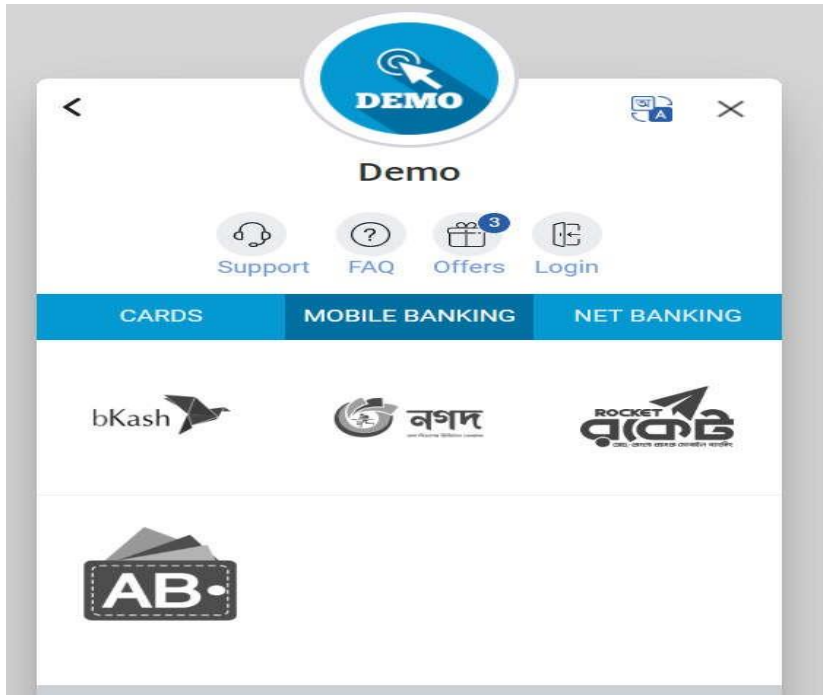 DEMO
অ
A
Demo
3
?
Support FAQ Offers Login
CARDS MOBILE BANKING NET BANKING
bKash নগদ ROCKET রকেট
AB